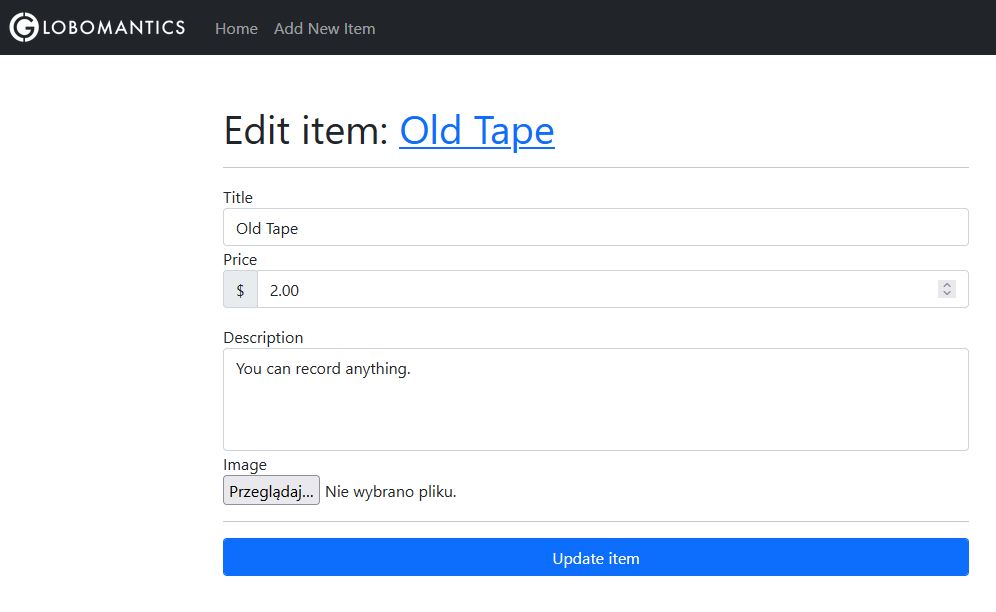 GLOBOMANTICS Home Add New Item
Edit item: Old Tape
Title
Old Tape
Price
$ 2.00
Description
You can record anything.
Image
Przeglądaj... Nie wybrano pliku.
Update item